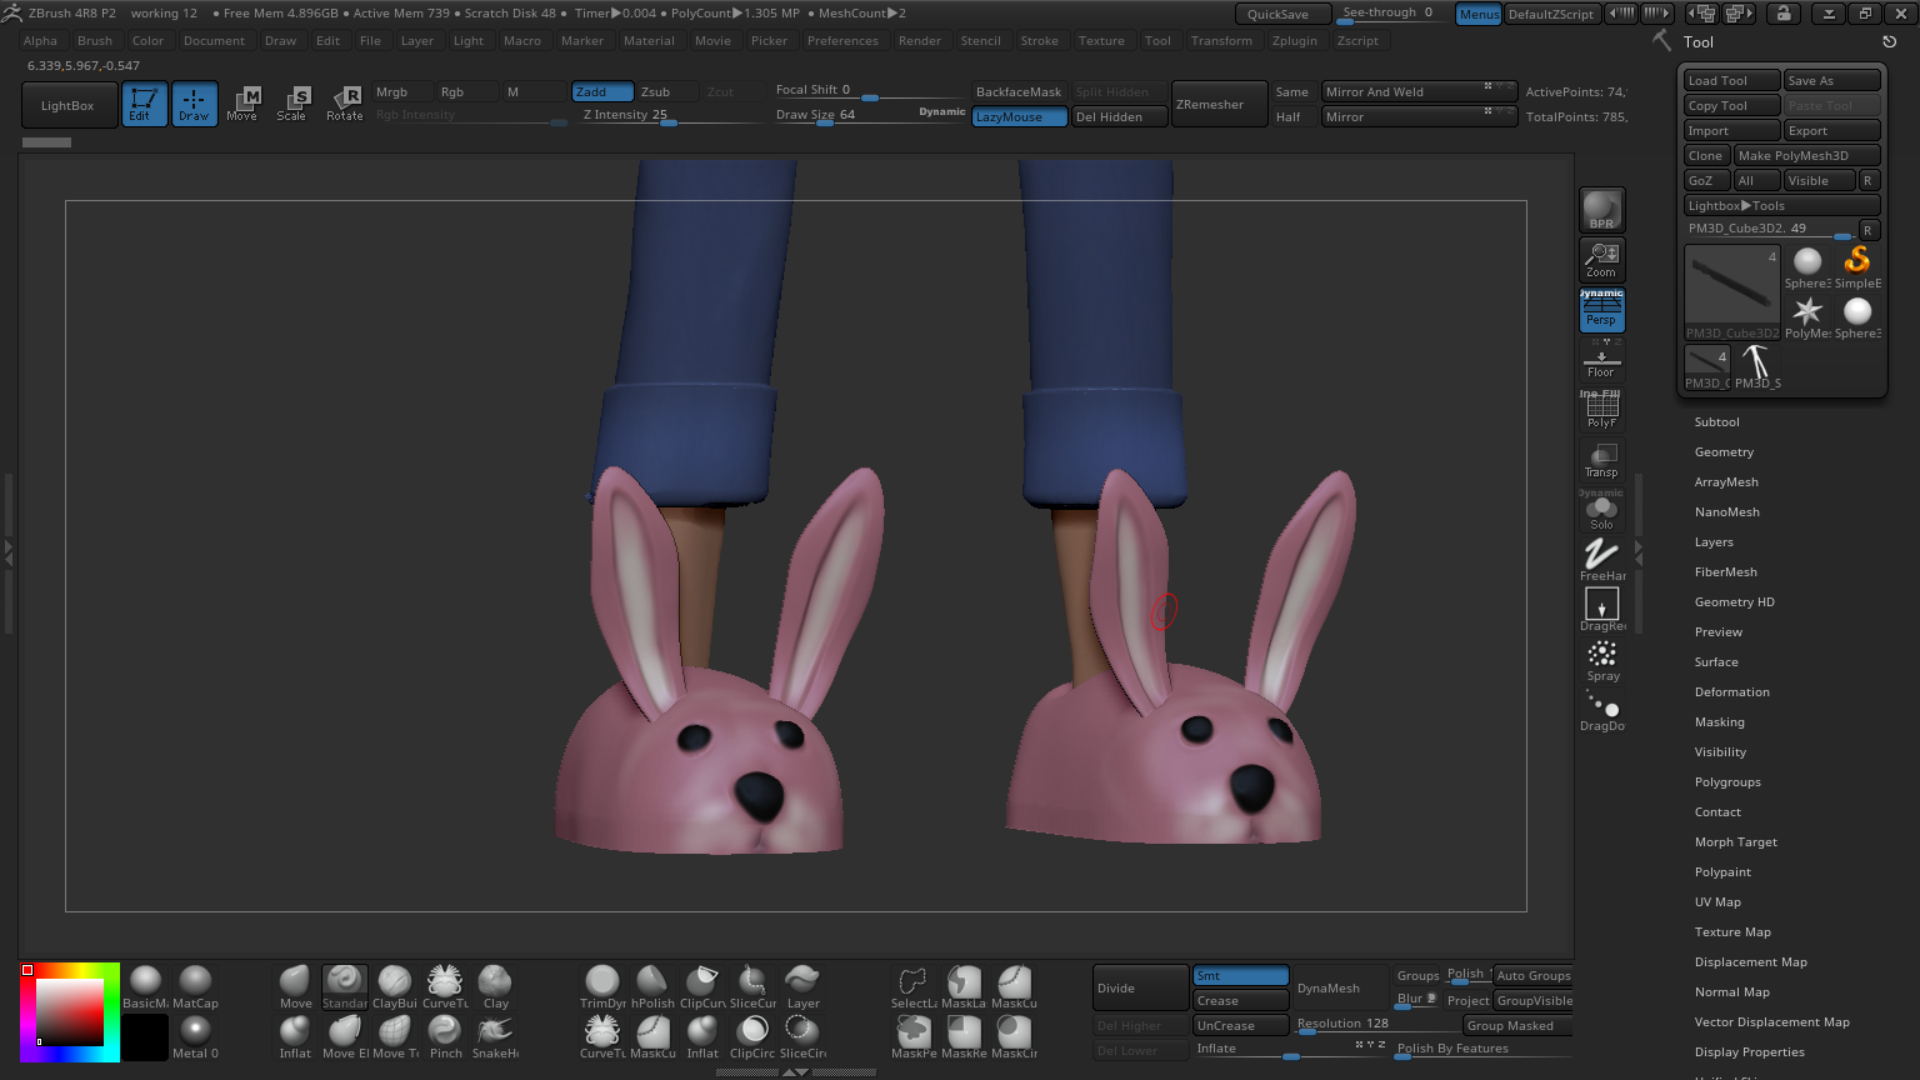 ZBrush 4R8 P2 working 12 • Free Mem 4.896GB • Active Mem 739 • Scratch Disk 48 • Timer▶0.004 • PolyCount▶1.305 MP • MeshCount▶2 QuickSave See-through 0 Menus DefaultZScript
Alpha Brush Color Document Draw Edit File Layer Light Macro Marker Material Movie Picker Preferences Render Stencil Stroke Texture Tool Transform Zplugin Zscript Tool
6.339,5.967,-0.547
LightBox Edit Draw Move Scale Rotate
Mrgb Rgb M Zadd Zsub Zcut Focal Shift 0 BackfaceMask Split Hidden ZRemesher Same Mirror And Weld ActivePoints: 74,
Rgb Intensity Z Intensity 25 Draw Size 64 Dynamic LazyMouse Del Hidden Half Mirror TotalPoints: 785,
Load Tool Save As
Copy Tool Paste Tool
Import Export
Clone Make PolyMesh3D
GoZ All Visible R
Lightbox▶Tools
PM3D_Cube3D2. 49 R
4 Sphere3 SimpleE
PM3D_Cube3D2 PolyMe Sphere3
4 PM3D_C PM3D_S
BPR
Zoom
Dynamic
Persp
Floor
Line Fill
PolyF
Transp
Dynamic
Solo
FreeHan
DragRec
Spray
DragDo
Subtool
Geometry
ArrayMesh
NanoMesh
Layers
FiberMesh
Geometry HD
Preview
Surface
Deformation
Masking
Visibility
Polygroups
Contact
Morph Target
Polypaint
UV Map
Texture Map
Displacement Map
Normal Map
Vector Displacement Map
Display Properties
BasicMa MatCap Move Standar ClayBui CurveTu Clay TrimDyn hPolish ClipCurv SliceCur Layer SelectLa MaskLa MaskCu
Metal 0 Inflat Move El Move To Pinch SnakeHo CurveTu MaskCu Inflat ClipCirc SliceCirc MaskPe MaskRe MaskCir
Divide Smt DynaMesh Groups Polish Auto Groups
Crease Blur 2 Project GroupVisible
Del Higher UnCrease Resolution 128 Group Masked
Del Lower Inflate X Y Z Polish By Features